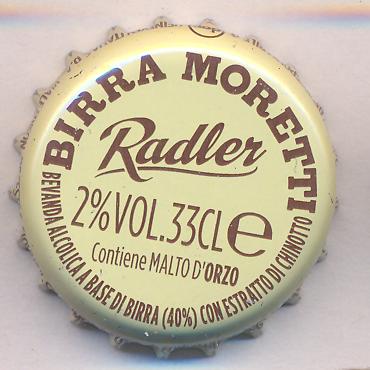 BIRRA MORETTI
Radler
2%VOL.33CL e
Contiene MALTO D'ORZO
BEVANDA ALCOLICA A BASE DI BIRRA (40%) CON ESTRATTO DI CHINOTTO